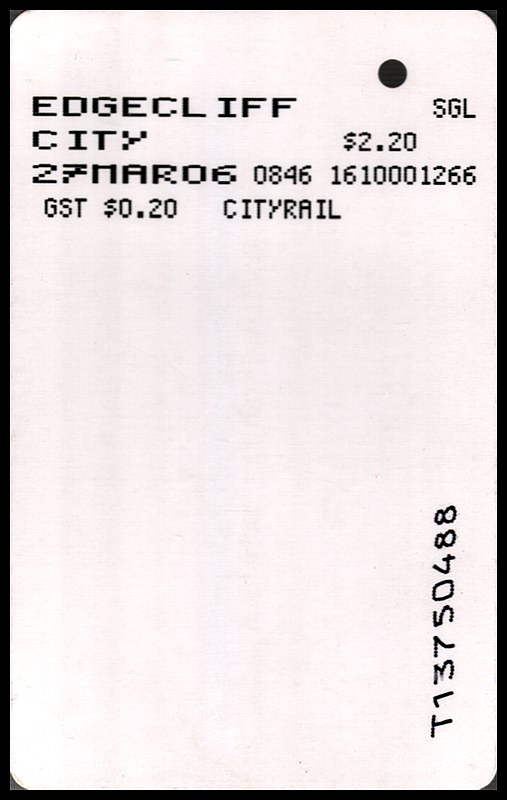 EDGECLIFF SGL
CITY $2.20
27MAR06 0846 1610001266
GST $0.20 CITYRAIL
T13750488